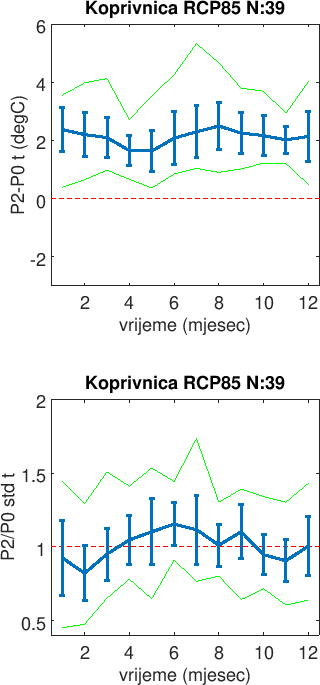 Koprivnica RCP85 N:39
6
4
2
0
-2
P2-P0 t (degC)
2 4 6 8 10 12
vrijeme (mjesec)
Koprivnica RCP85 N:39
2
1.5
1
0.5
P2/P0 std t
2 4 6 8 10 12
vrijeme (mjesec)